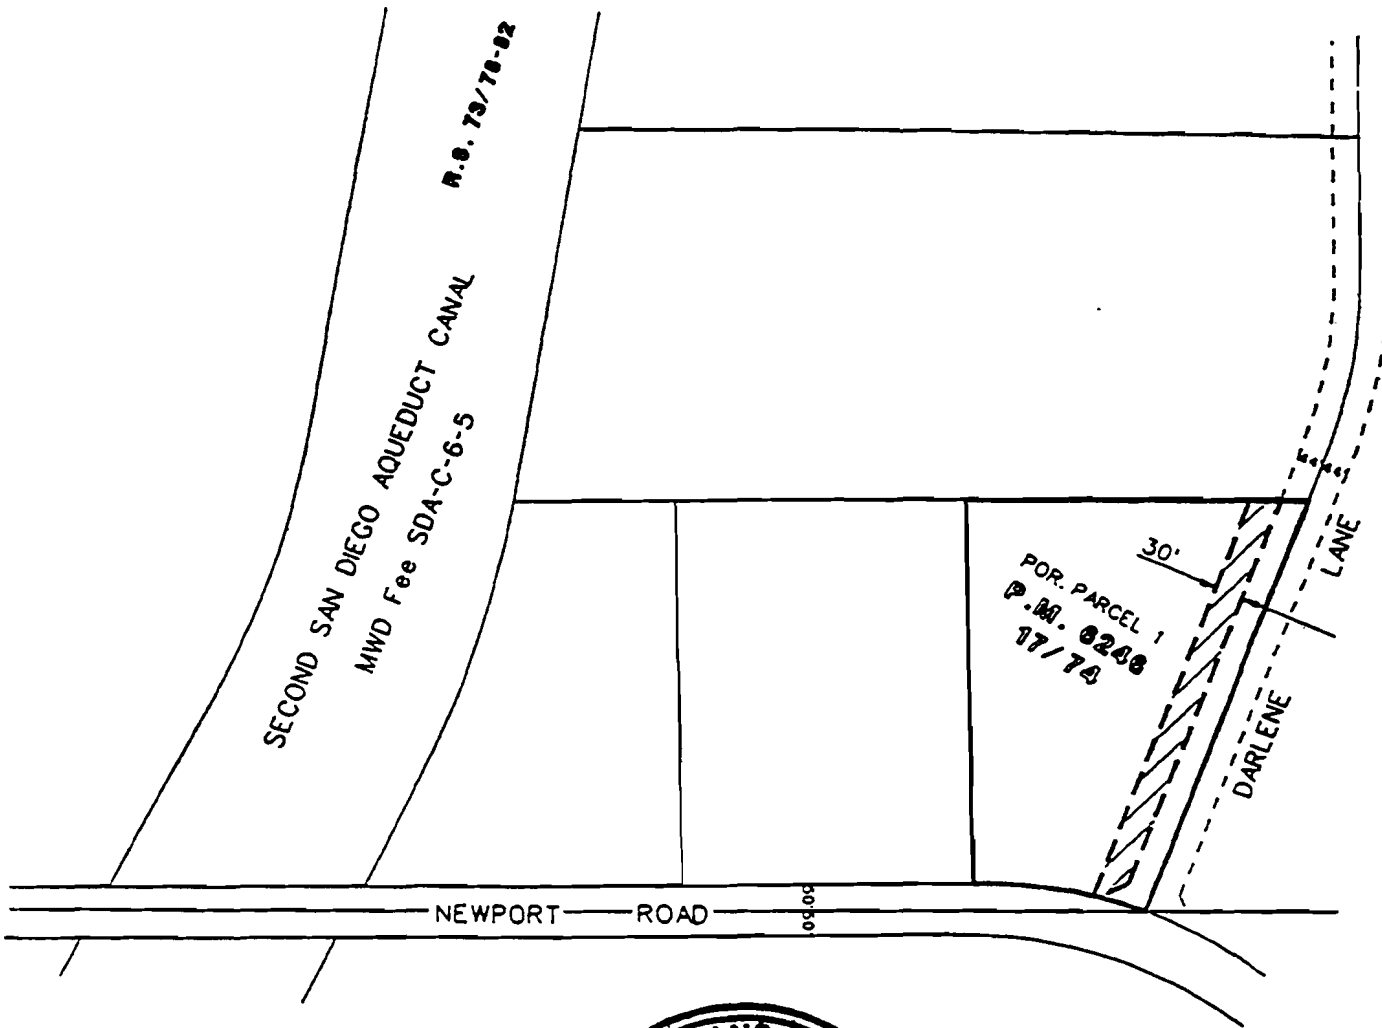 R.S. 73/78-82
SECOND SAN DIEGO AQUEDUCT CANAL
MWD Fee SDA-C-6-5
30'
POR. PARCEL 1
P.M. 6246
17/74
DARLENE LANE
NEWPORT ROAD